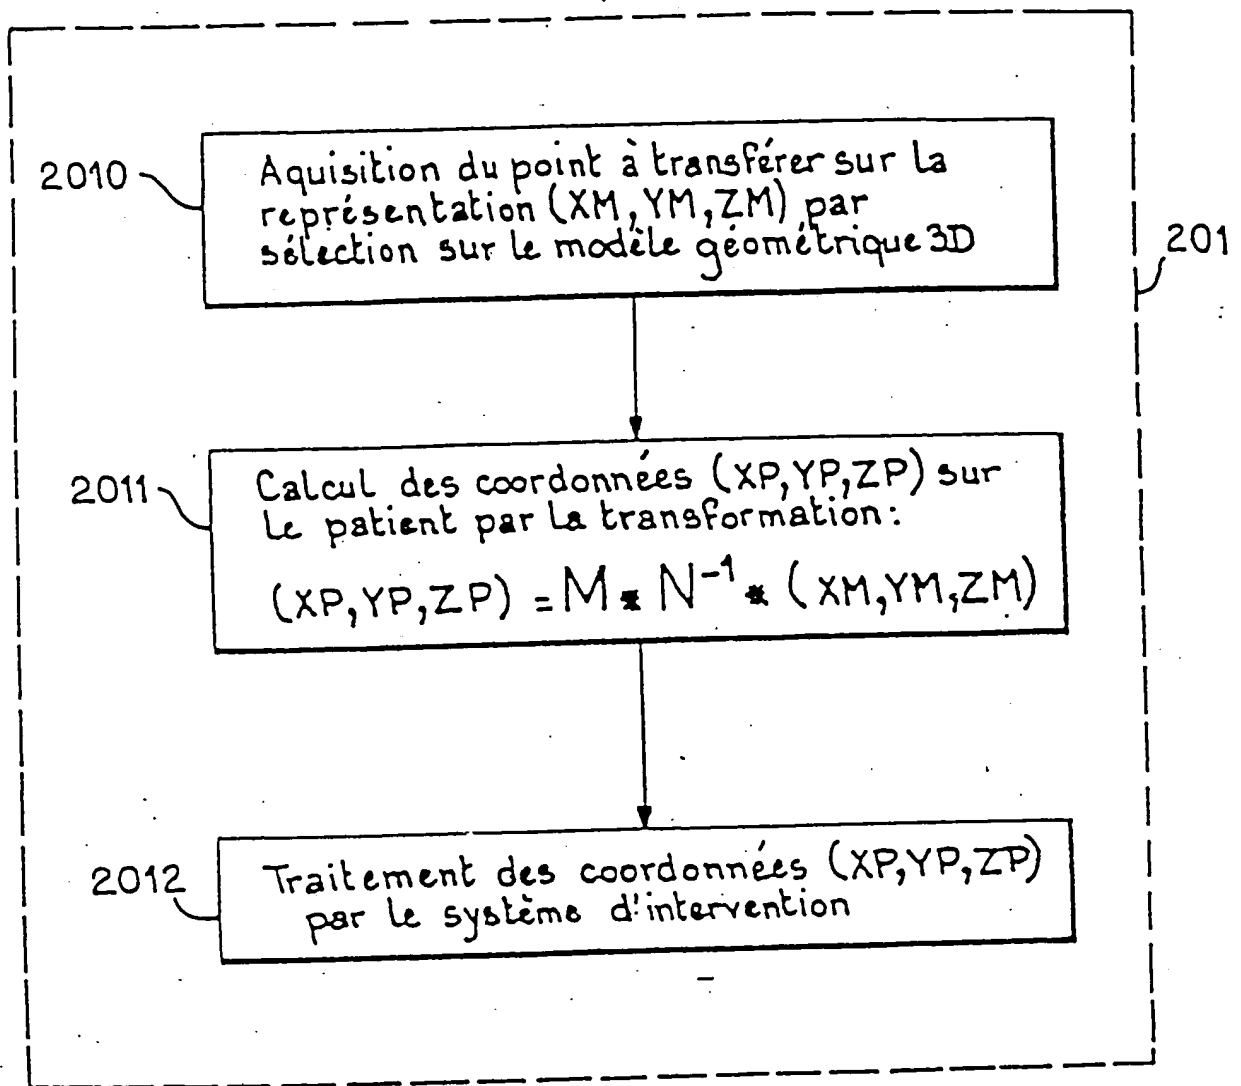 2010
Aquisition du point à transférer sur la
représentation (XM,YM,ZM) par
sélection sur le modèle géométrique 3D
201
2011
Calcul des coordonnées (XP,YP,ZP) sur
le patient par la transformation:
(XP,YP,ZP) = M * N⁻¹ * (XM,YM,ZM)
2012
Traitement des coordonnées (XP,YP,ZP)
par le système d'intervention